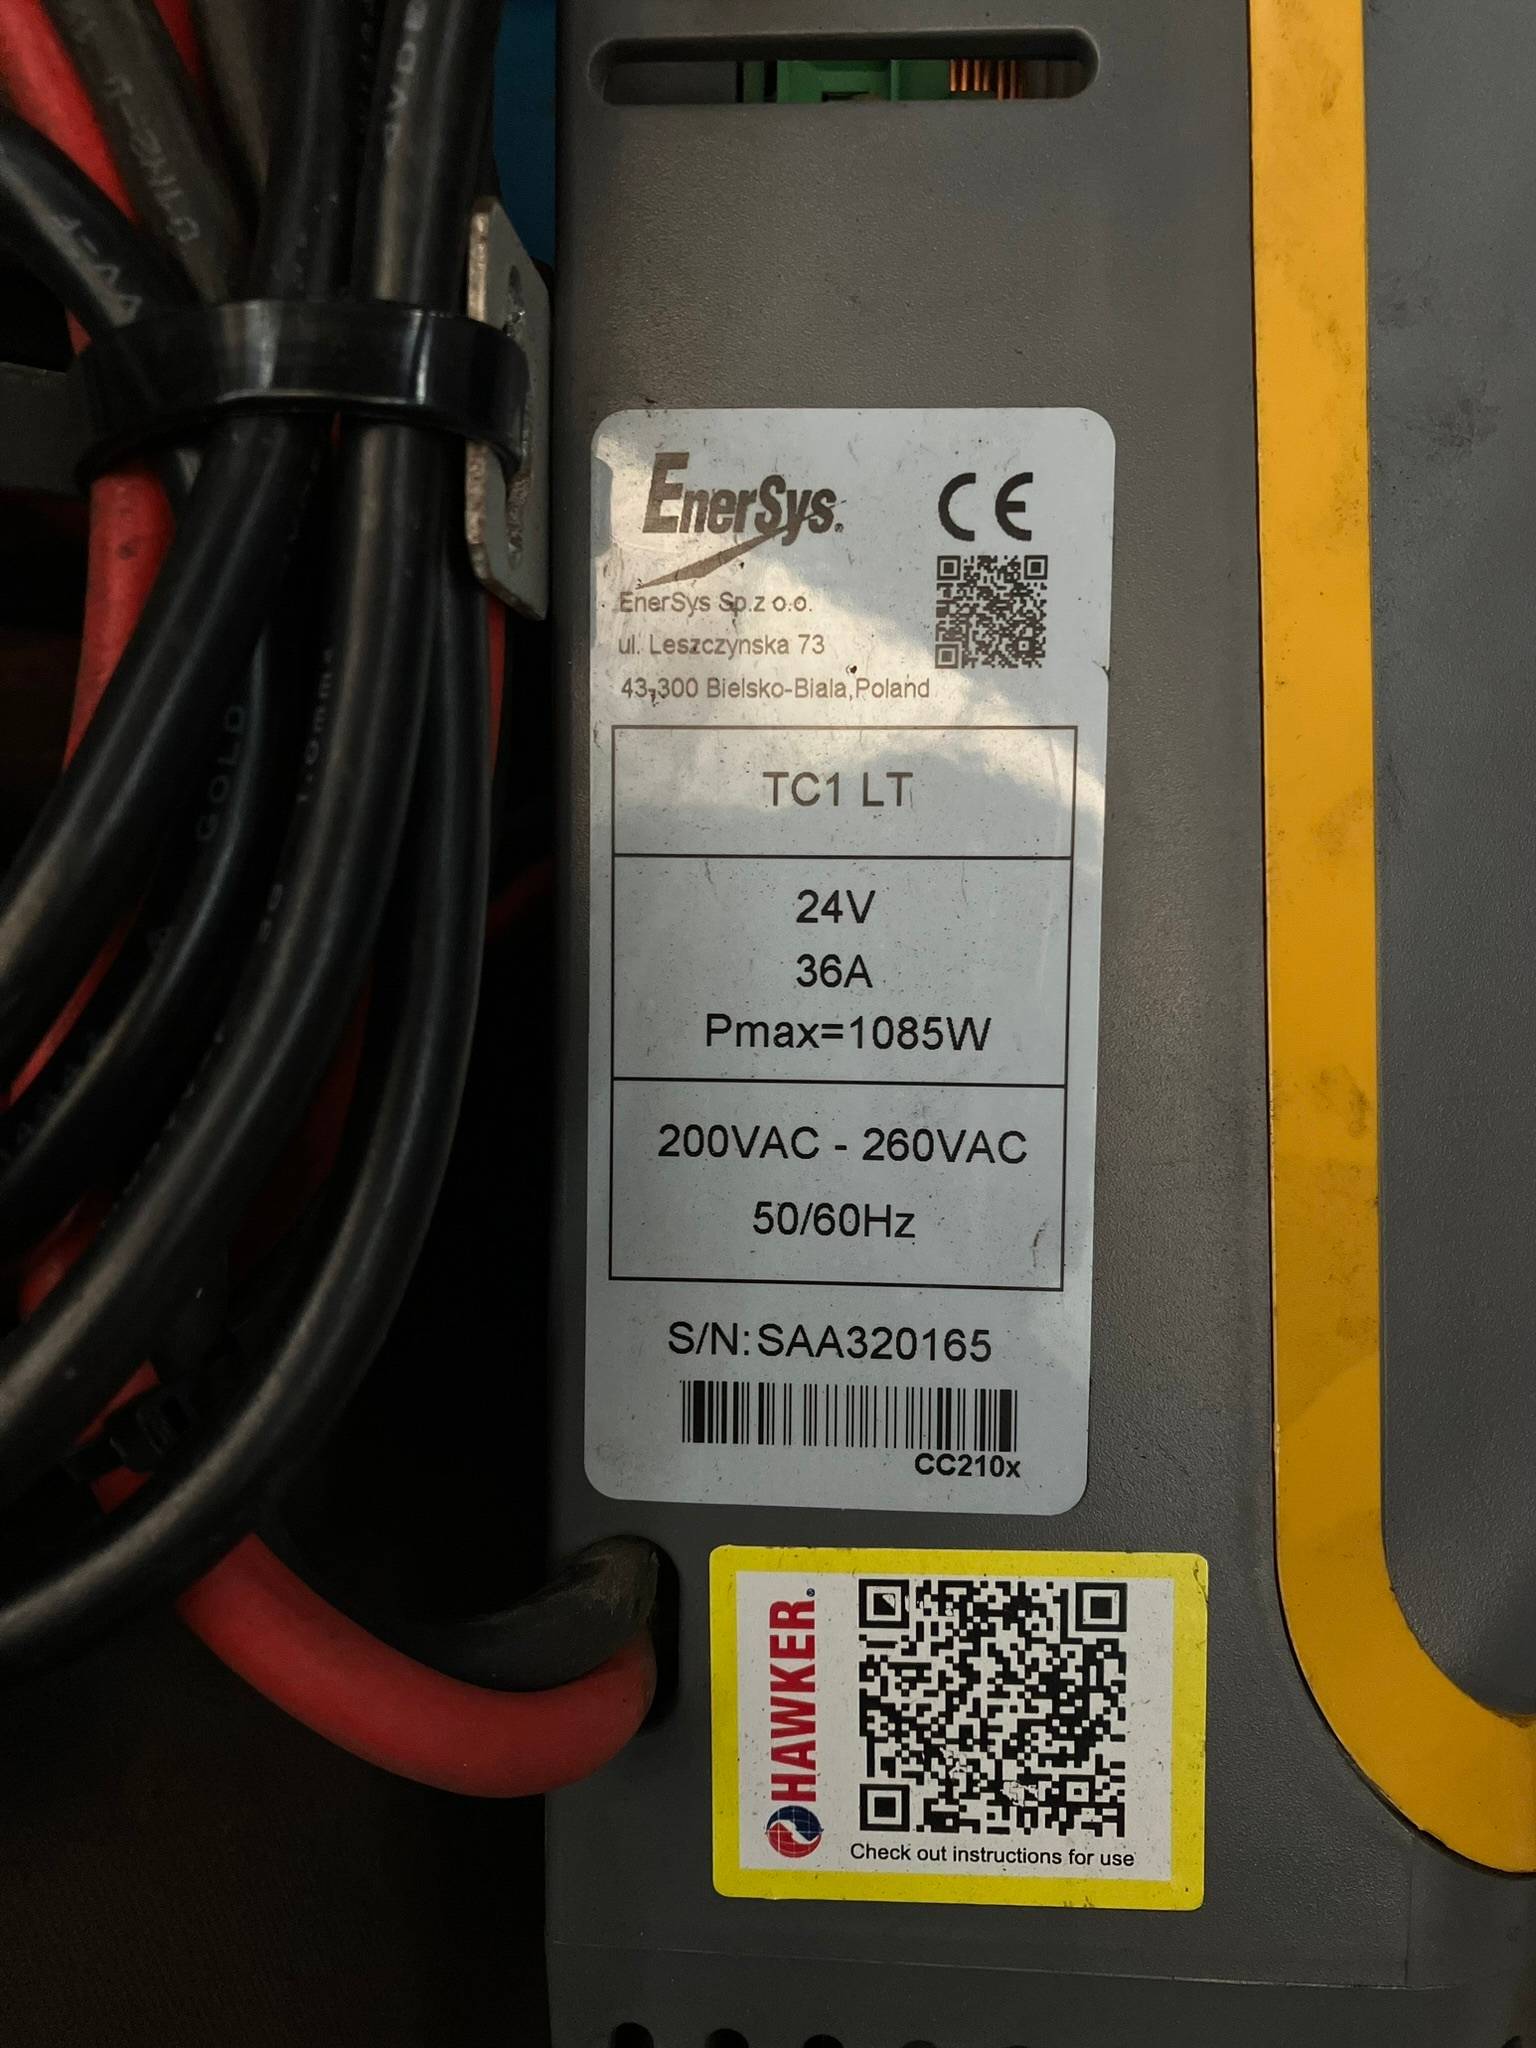 EnerSys®
CE
EnerSys Sp.z o.o.
ul. Leszczynska 73
43-300 Bielsko-Biala,Poland
TC1 LT
24V
36A
Pmax=1085W
200VAC - 260VAC
50/60Hz
S/N:SAA320165
CC210x
HAWKER®
Check out instructions for use
GOLD